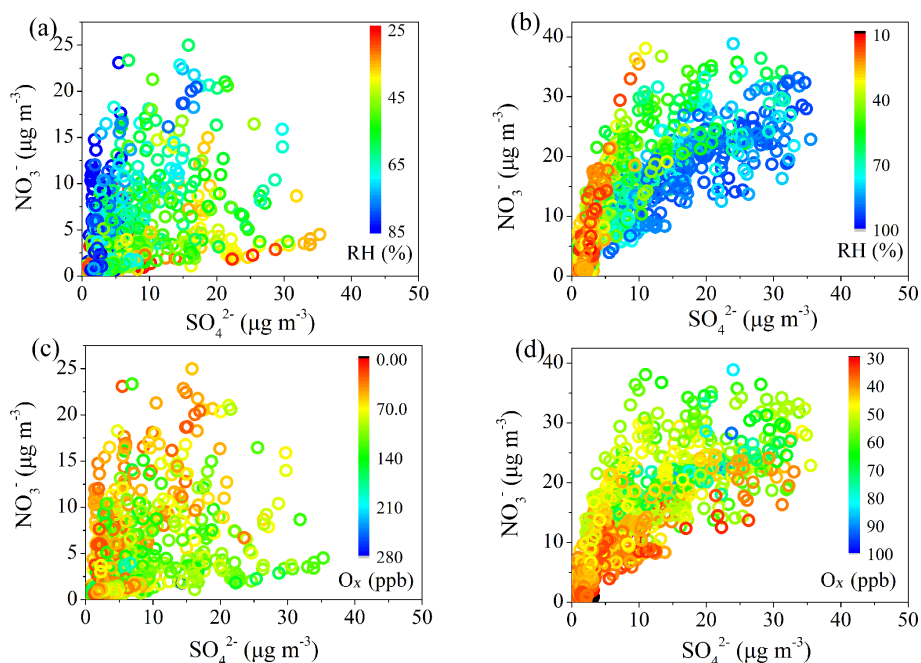 (a)
25
20
15
10
5
0
NO₃⁻ (μg m⁻³)
0 10 20 30 40 50
SO₄²⁻ (μg m⁻³)
25
45
65
85
RH (%)
(b)
40
30
20
10
0
NO₃⁻ (μg m⁻³)
0 10 20 30 40 50
SO₄²⁻ (μg m⁻³)
10
40
70
100
RH (%)
(c)
25
20
15
10
5
0
NO₃⁻ (μg m⁻³)
0 10 20 30 40 50
SO₄²⁻ (μg m⁻³)
0.00
70.0
140
210
280
Oₓ (ppb)
(d)
40
30
20
10
0
NO₃⁻ (μg m⁻³)
0 10 20 30 40 50
SO₄²⁻ (μg m⁻³)
30
40
50
60
70
80
90
100
Oₓ (ppb)